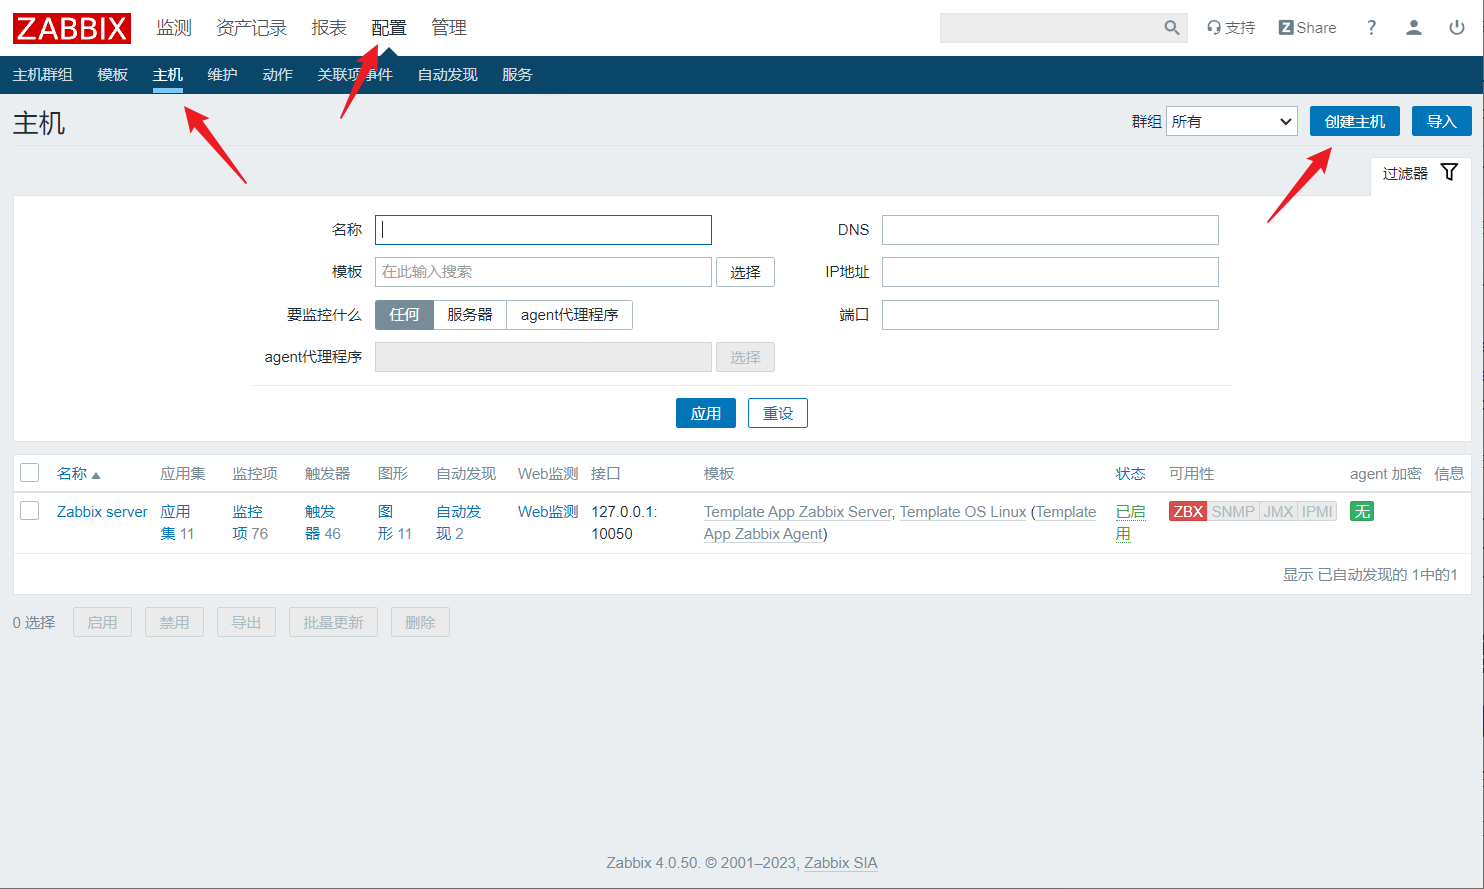 ZABBIX 监测 资产记录 报表 配置 管理 支持 Z Share ?
主机群组 模板 主机 维护 动作 关联项事件 自动发现 服务
主机 群组 所有 创建主机 导入
过滤器
名称 DNS
模板 在此输入搜索 选择 IP地址
要监控什么 任何 服务器 agent代理程序 端口
agent代理程序 选择
应用 重设
名称 应用集 监控项 触发器 图形 自动发现 Web监测 接口 模板 状态 可用性 agent 加密 信息
Zabbix server 应用 监控 触发 图 自动发 Web监测 127.0.0.1: Template App Zabbix Server, Template OS Linux (Template 已启 ZBX SNMP JMX IPMI 无
集 11 项 76 器 46 形 11 现 2 10050 App Zabbix Agent) 用
显示 已自动发现的 1中的1
0 选择 启用 禁用 导出 批量更新 删除
Zabbix 4.0.50. © 2001–2023, Zabbix SIA